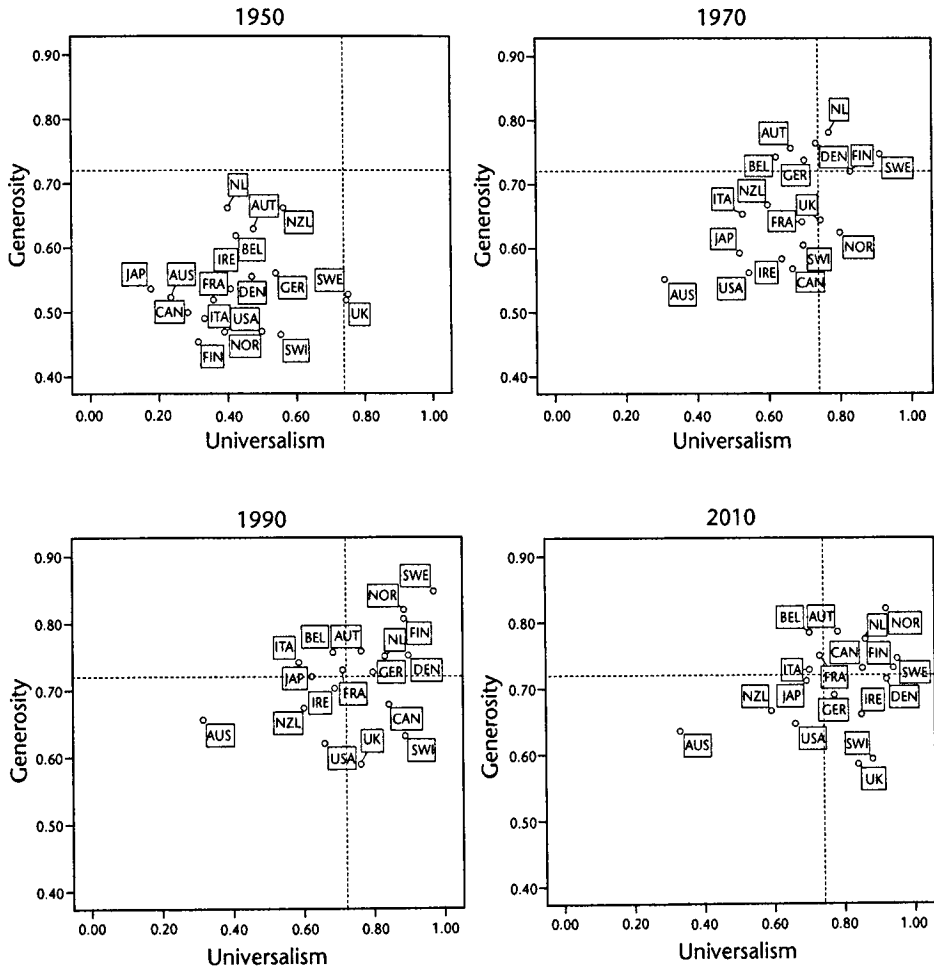 1950
0.90
0.80
0.70
0.60
0.50
0.40
Generosity
NL
AUT
NZL
BEL
IRE
JAP
AUS
FRA
DEN
GER
SWE
CAN
ITA
USA
UK
FIN
NOR
SWI
0.00 0.20 0.40 0.60 0.80 1.00
Universalism
1970
0.90
0.80
0.70
0.60
0.50
0.40
Generosity
NL
AUT
BEL
GER
DEN
FIN
SWE
ITA
NZL
UK
FRA
JAP
NOR
SWI
AUS
USA
IRE
CAN
0.00 0.20 0.40 0.60 0.80 1.00
Universalism
1990
0.90
0.80
0.70
0.60
0.50
0.40
Generosity
SWE
NOR
ITA
BEL
AUT
NL
FIN
JAP
GER
DEN
IRE
FRA
NZL
CAN
AUS
USA
UK
SWI
0.00 0.20 0.40 0.60 0.80 1.00
Universalism
2010
0.90
0.80
0.70
0.60
0.50
0.40
Generosity
BEL
AUT
NL
NOR
CAN
FIN
ITA
FRA
SWE
NZL
JAP
IRE
DEN
GER
AUS
USA
SWI
UK
0.00 0.20 0.40 0.60 0.80 1.00
Universalism